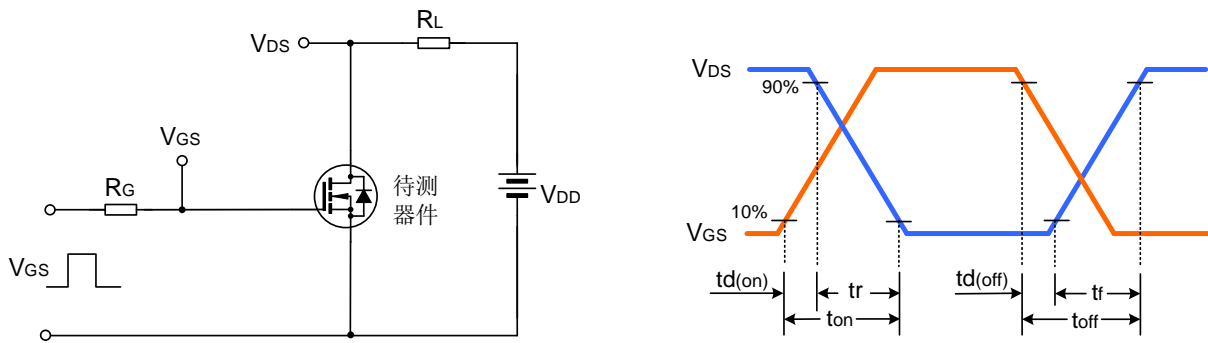 RL
VDS
VGS
RG
待测
器件
VDD
VGS
VDS
90%
10%
VGS
td(on)
tr
ton
td(off)
tf
toff